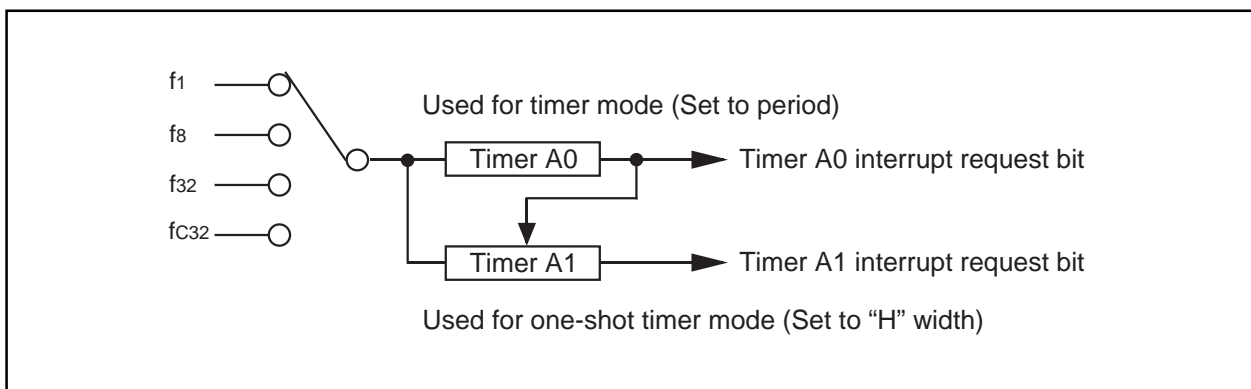 f1
Used for timer mode (Set to period)
f8
Timer A0
Timer A0 interrupt request bit
f32
fC32
Timer A1
Timer A1 interrupt request bit
Used for one-shot timer mode (Set to “H” width)